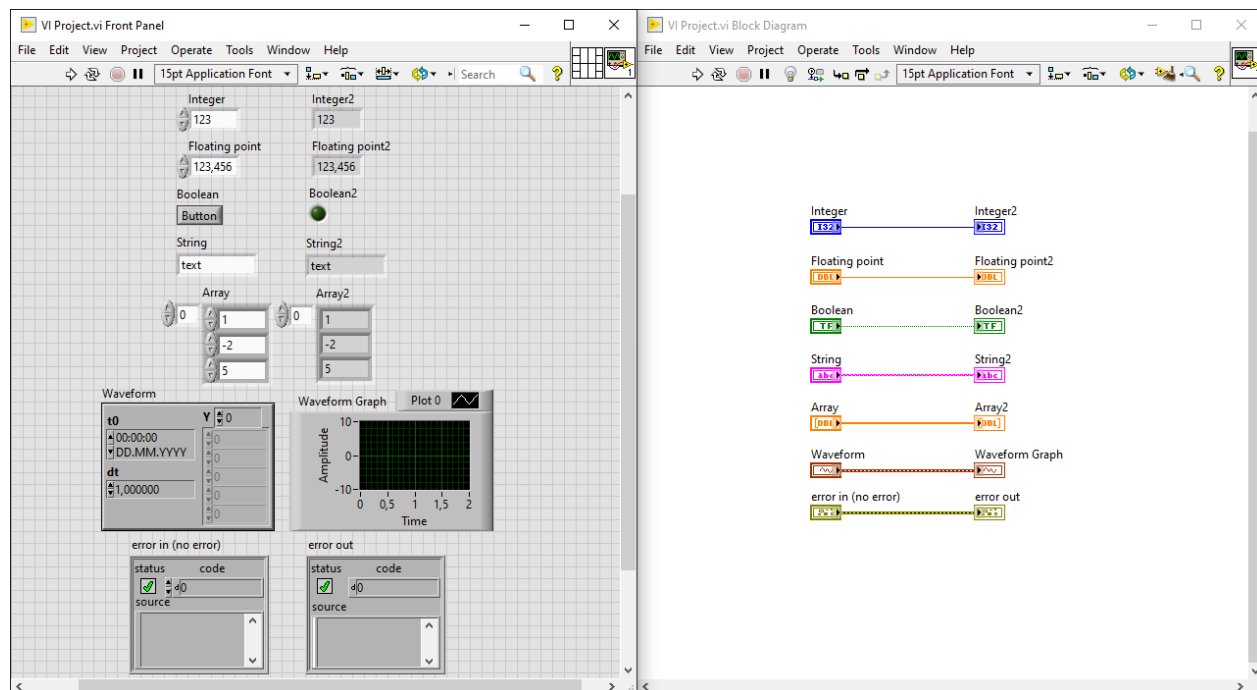 VI Project.vi Front Panel
File Edit View Project Operate Tools Window Help
15pt Application Font
Search
1
Integer Integer2
123 123
Floating point Floating point2
123,456 123,456
Boolean Boolean2
Button
String String2
text text
Array Array2
0 1 0 1
-2 -2
5 5
Waveform
t0
00:00:00
DD.MM.YYYY
dt
1,000000
Y 0
0
0
0
0
0
Waveform Graph Plot 0
Amplitude
10
0
-10
0 0,5 1 1,5 2
Time
error in (no error) error out
status code status code
d0 d0
source source
VI Project.vi Block Diagram
File Edit View Project Operate Tools Window Help
15pt Application Font
Integer Integer2
I32 I32
Floating point Floating point2
DBL DBL
Boolean Boolean2
TF TF
String String2
abc abc
Array Array2
[DBL] [DBL]
Waveform Waveform Graph
error in (no error) error out